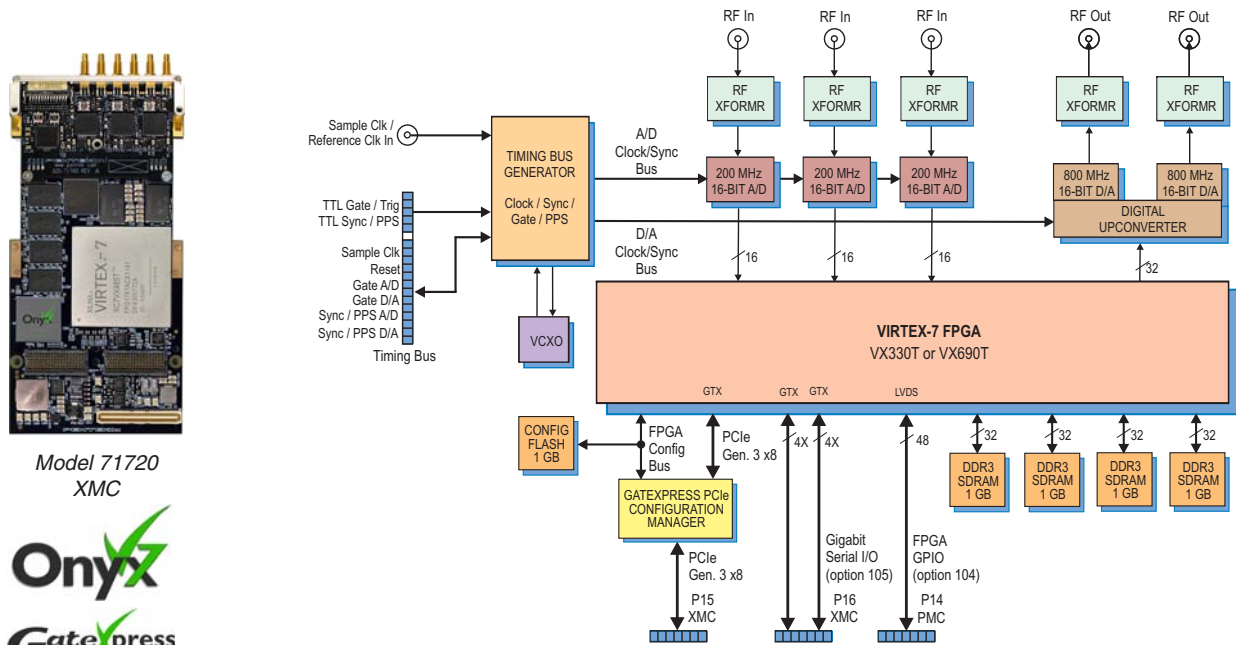 RF In
RF In
RF In
RF Out
RF Out
RF
XFORMR
RF
XFORMR
RF
XFORMR
RF
XFORMR
RF
XFORMR
Sample Clk /
Reference Clk In
TIMING BUS
GENERATOR
Clock / Sync /
Gate / PPS
A/D
Clock/Sync
Bus
200 MHz
16-BIT A/D
200 MHz
16-BIT A/D
200 MHz
16-BIT A/D
800 MHz
16-BIT D/A
800 MHz
16-BIT D/A
DIGITAL
UPCONVERTER
TTL Gate / Trig
TTL Sync / PPS
Sample Clk
Reset
Gate A/D
Gate D/A
Sync / PPS A/D
Sync / PPS D/A
Timing Bus
D/A
Clock/Sync
Bus
16
16
16
32
VCXO
VIRTEX-7 FPGA
VX330T or VX690T
GTX
GTX
GTX
LVDS
CONFIG
FLASH
1 GB
FPGA
Config
Bus
PCIe
Gen. 3 x8
4X
4X
48
32
32
32
32
DDR3
SDRAM
1 GB
DDR3
SDRAM
1 GB
DDR3
SDRAM
1 GB
DDR3
SDRAM
1 GB
GATEXPRESS PCIe
CONFIGURATION
MANAGER
PCIe
Gen. 3 x8
Gigabit
Serial I/O
(option 105)
FPGA
GPIO
(option 104)
P15
XMC
P16
XMC
P14
PMC
XILINX
VIRTEX-7
Onyx
Model 71720
XMC
Onyx7
GateXpress